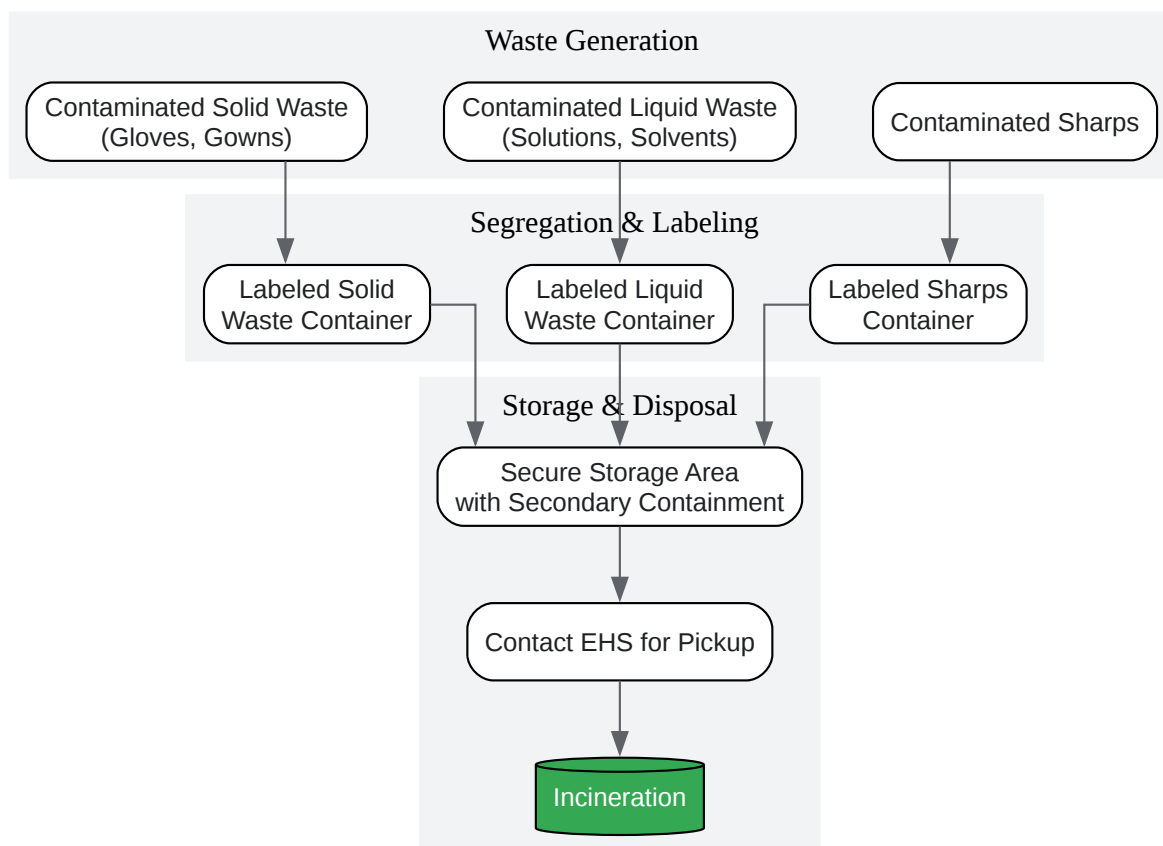 Waste Generation
Contaminated Solid Waste
(Gloves, Gowns)
Contaminated Liquid Waste
(Solutions, Solvents)
Contaminated Sharps
Segregation & Labeling
Labeled Solid
Waste Container
Labeled Liquid
Waste Container
Labeled Sharps
Container
Storage & Disposal
Secure Storage Area
with Secondary Containment
Contact EHS for Pickup
Incineration